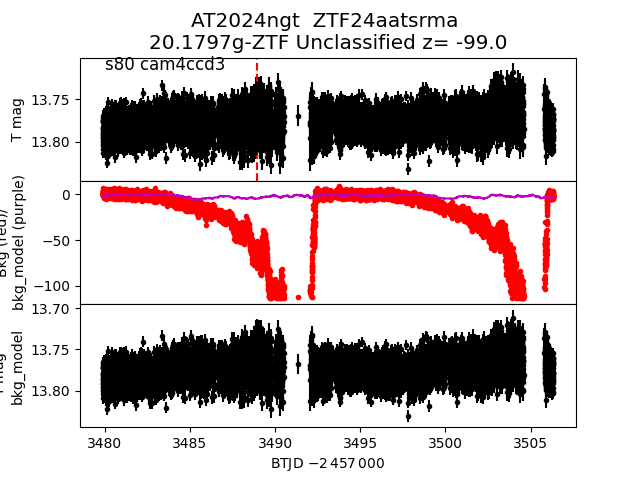 AT2024ngt ZTF24aatsrma
20.1797g-ZTF Unclassified z= -99.0
s80 cam4ccd3
T mag
13.75
13.80
Bkg (red)/
bkg_model (purple)
0
−50
−100
bkg_model
13.70
13.75
13.80
3480 3485 3490 3495 3500 3505
BTJD −2 457 000